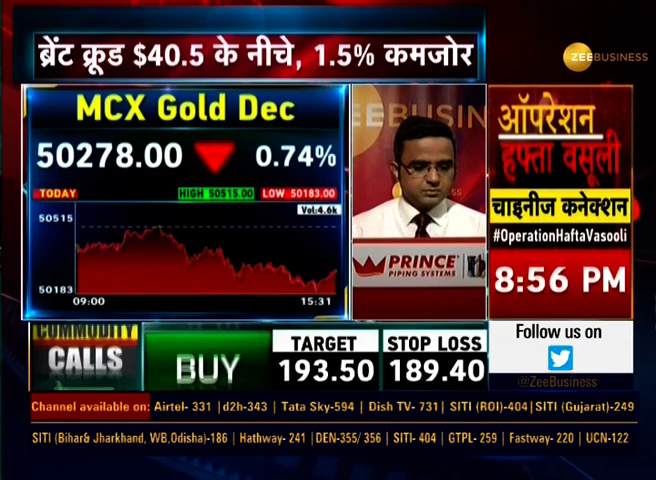 ब्रेंट क्रूड $40.5 के नीचे, 1.5% कमजोर
ZEEBUSINESS
MCX Gold Dec
50278.00 0.74%
TODAY HIGH 50515.00 LOW 50183.00
Vol:4.6k
50515
50183
09:00 15:31
EEBUSIN
PRINCE
PIPING SYSTEMS
ऑपरेशन
हफ्ता वसूली
चाइनीज कनेक्शन
#OperationHaftaVasooli
8:56 PM
COMMODITY
CALLS
BUY
TARGET
193.50
STOP LOSS
189.40
Follow us on
@ZeeBusiness
Channel available on: Airtel- 331 |d2h-343 | Tata Sky-594 | Dish TV- 731| SITI (ROI)-404|SITI (Gujarat)-249
SITI (Bihar& Jharkhand, WB,Odisha)-186 | Hathway- 241 |DEN-355/ 356 | SITI- 404 | GTPL- 259 | Fastway- 220 | UCN-122